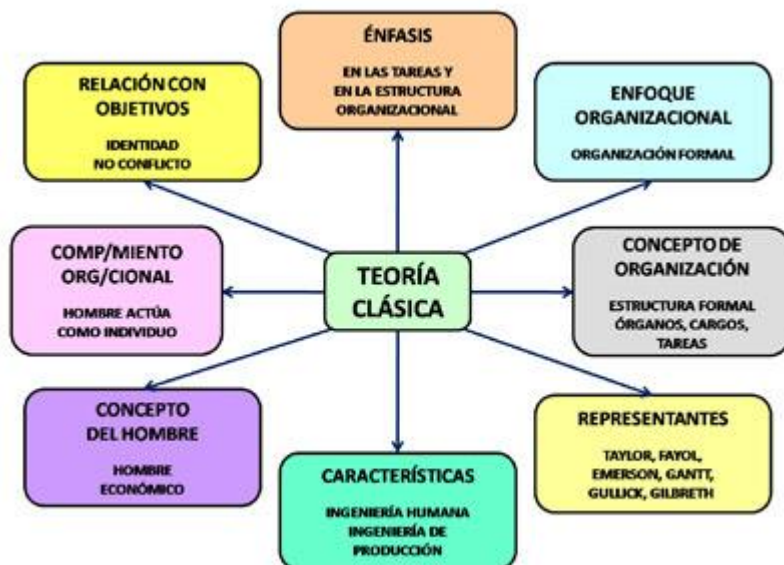 ÉNFASIS
EN LAS TAREAS Y
EN LA ESTRUCTURA
ORGANIZACIONAL
RELACIÓN CON
OBJETIVOS
IDENTIDAD
NO CONFLICTO
ENFOQUE
ORGANIZACIONAL
ORGANIZACIÓN FORMAL
COMP/MIENTO
ORG/CIONAL
HOMBRE ACTÚA
COMO INDIVIDUO
TEORÍA
CLÁSICA
CONCEPTO DE
ORGANIZACIÓN
ESTRUCTURA FORMAL
ÓRGANOS, CARGOS,
TAREAS
CONCEPTO
DEL HOMBRE
HOMBRE
ECONÓMICO
CARACTERÍSTÍCAS
INGENIERÍA HUMANA
INGENIERÍA DE
PRODUCCIÓN
REPRESENTANTES
TAYLOR, FAYOL,
EMERSON, GANTT,
GULLICK, GILBRETH